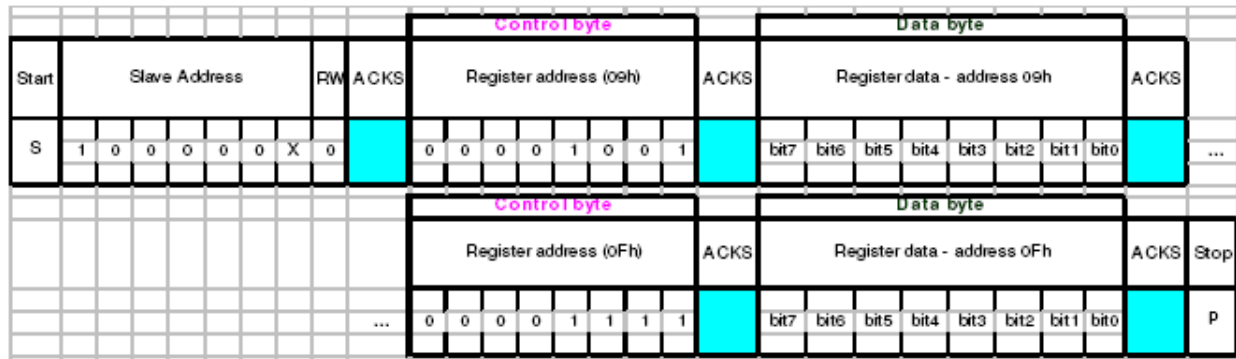 Control byte Data byte
Start Slave Address RW ACKS Register address (09h) ACKS Register data - address 09h ACKS
S 1 0 0 0 0 0 X 0 0 0 0 0 1 0 0 1 bit7 bit6 bit5 bit4 bit3 bit2 bit1 bit0 ...
Control byte Data byte
Register address (0Fh) ACKS Register data - address 0Fh ACKS Stop
... 0 0 0 0 1 1 1 1 bit7 bit6 bit5 bit4 bit3 bit2 bit1 bit0 P